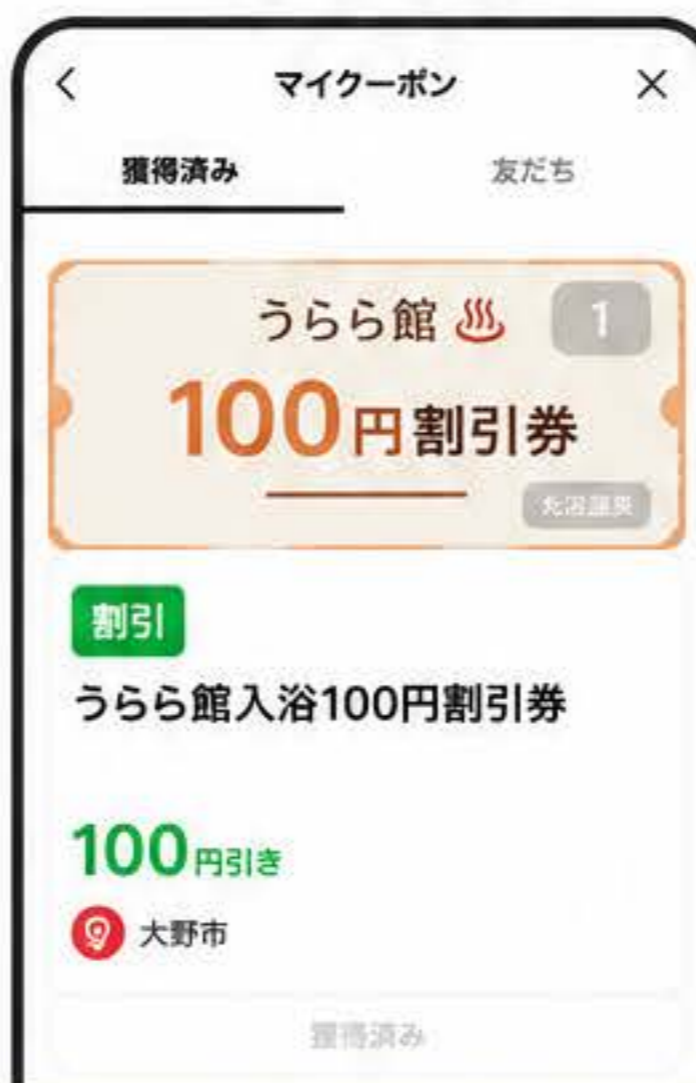 マイクーポン
獲得済み
友だち
うらら館
1
100円割引券
割引
うらら館入浴100円割引券
100円引き
大野市
獲得済み